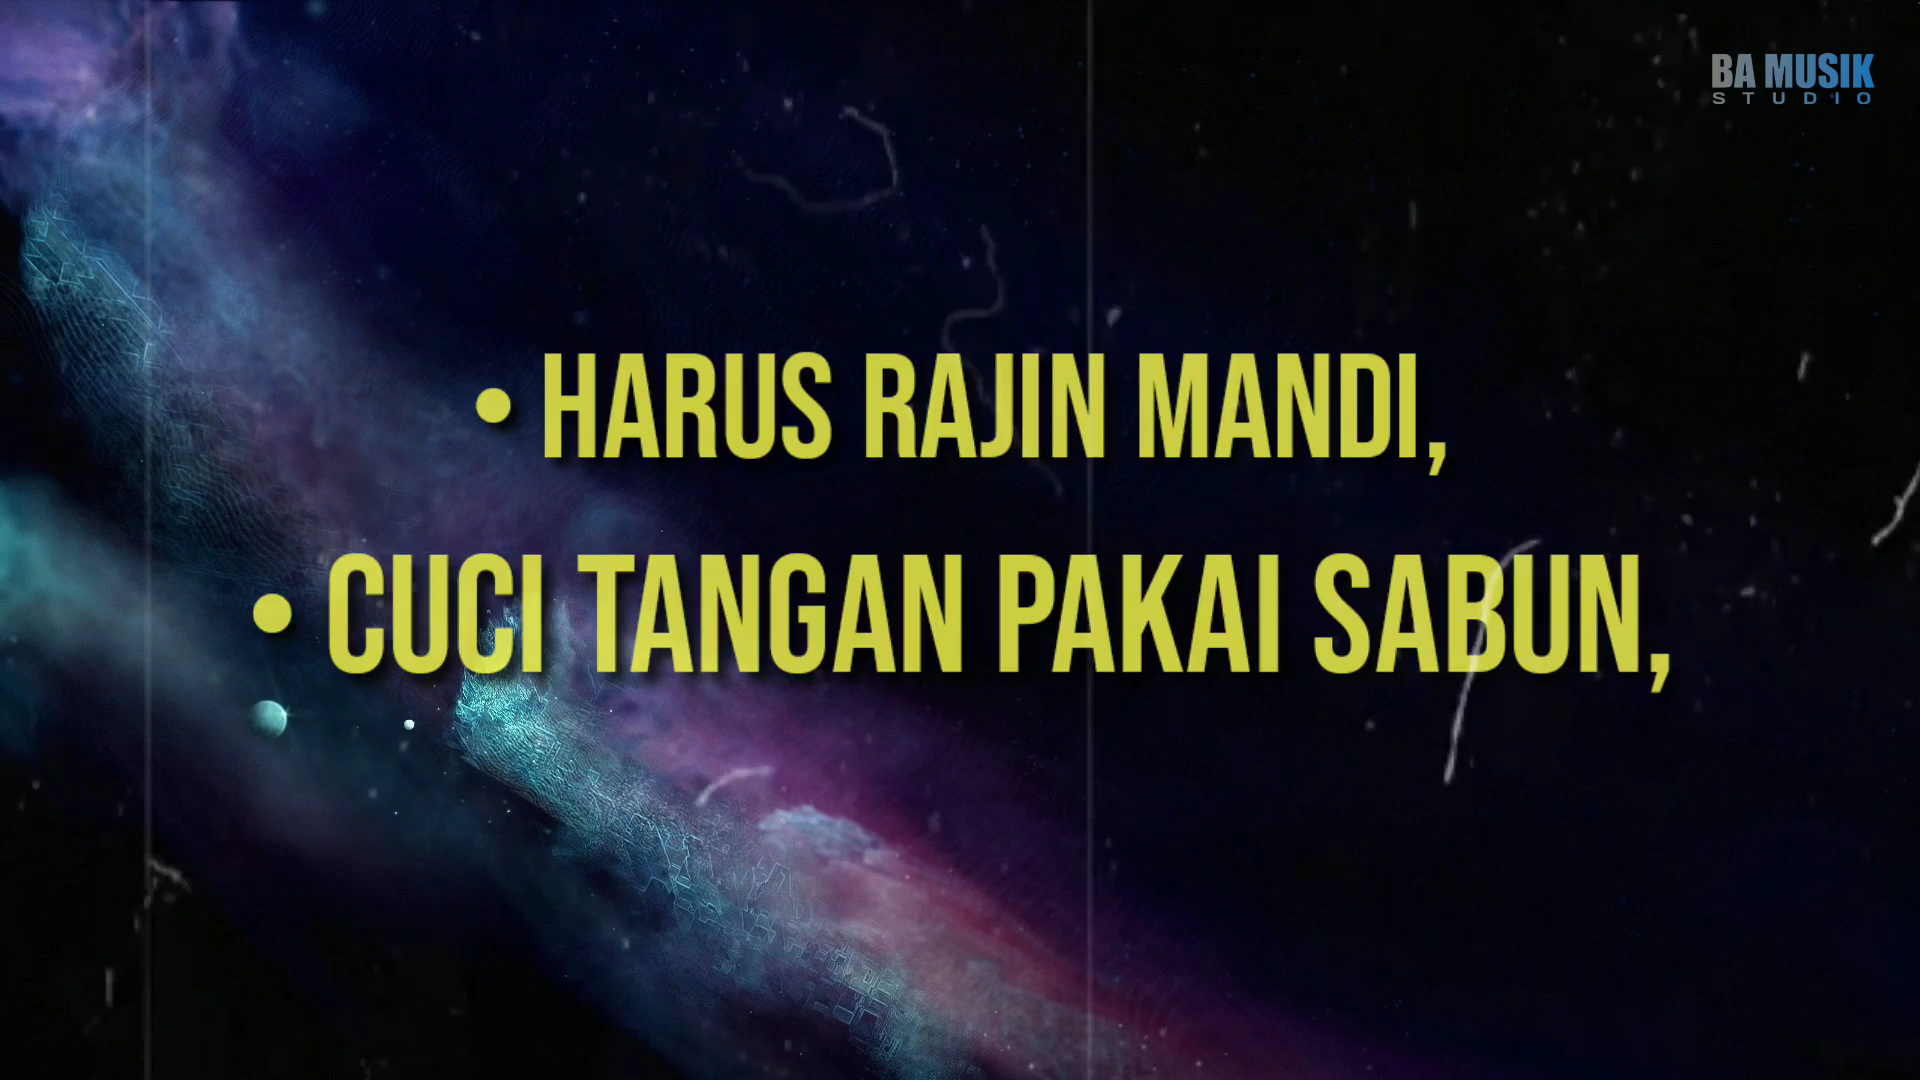 BA MUSIK
STUDIO
• HARUS RAJIN MANDI,
• CUCI TANGAN PAKAI SABUN,